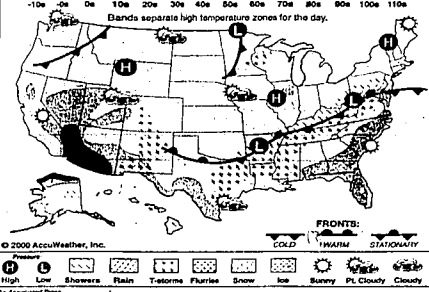 -10s -0s 0s 10s 20s 30s 40s 50s 60s 70s 80s 90s 100s 110s
Bands separate high temperature zones for the day.
L
H
H
H
L
L
© 2000 AccuWeather, Inc.
FRONTS:
COLD WARM STATIONARY
Pressure
H L
High Low Showers Rain T-storms Flurries Snow Ice Sunny Pt. Cloudy Cloudy